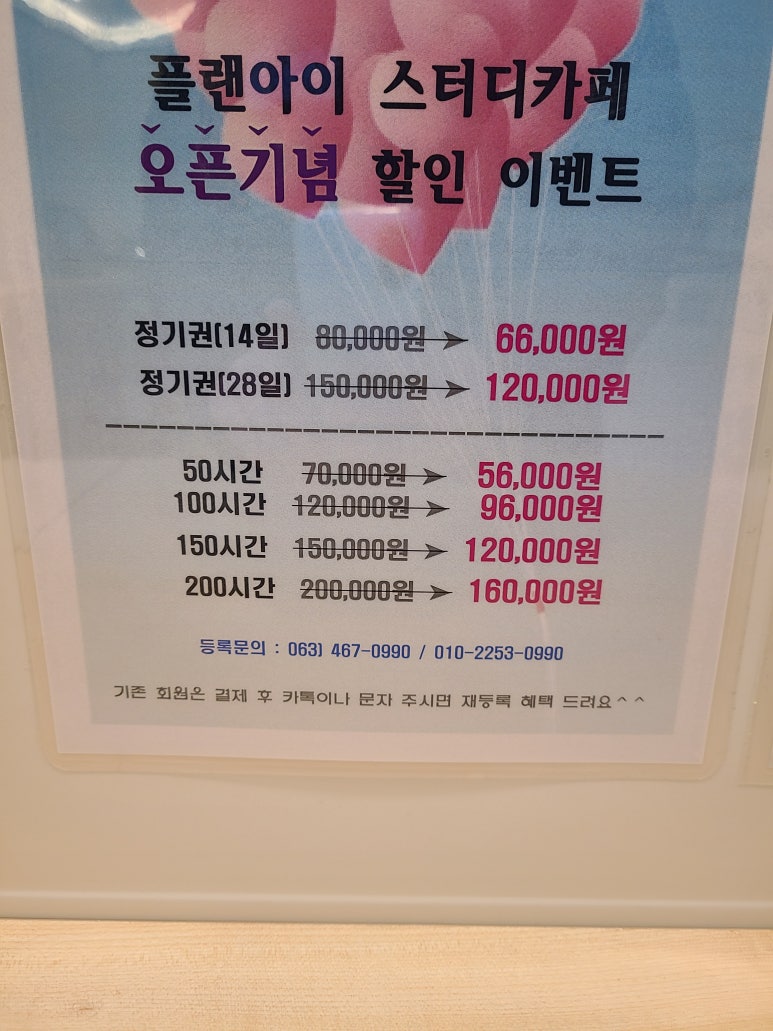 플랜아이 스터디카페
오픈기념 할인 이벤트
정기권(14일) 80,000원 → 66,000원
정기권(28일) 150,000원 → 120,000원
50시간 70,000원 → 56,000원
100시간 120,000원 → 96,000원
150시간 150,000원 → 120,000원
200시간 200,000원 → 160,000원
등록문의 : 063) 467-0990 / 010-2253-0990
기존 회원은 결제 후 카톡이나 문자 주시면 재등록 혜택 드려요^^